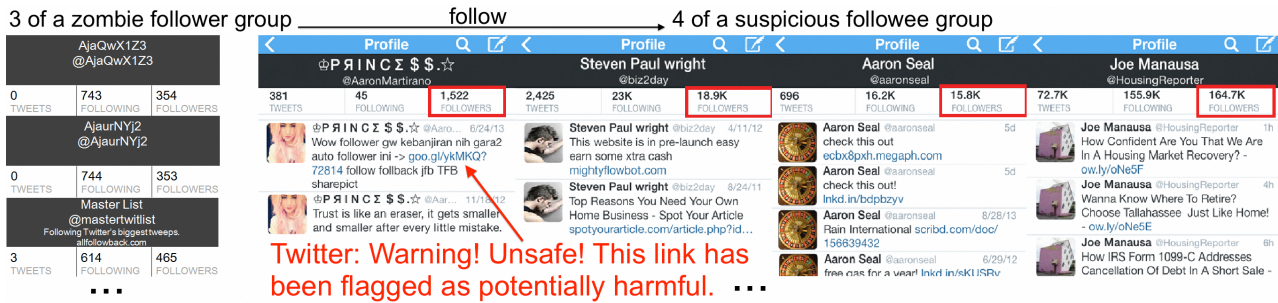 3 of a zombie follower group
follow
4 of a suspicious followee group
AjaQwX1Z3
@AjaQwX1Z3
0 743 354
TWEETS FOLLOWING FOLLOWERS
AjaurNYj2
@AjaurNYj2
0 744 353
TWEETS FOLLOWING FOLLOWERS
Master List
@mastertwitlist
Following Twitter's biggest tweeps.
allfollowback.com
3 614 465
TWEETS FOLLOWING FOLLOWERS
...
Profile
♔PЯINCΣ $$.☆
@AaronMartirano
381 45 1,522
TWEETS FOLLOWING FOLLOWERS
♔PЯINCΣ $$.☆ @Aaro... 6/24/13
Wow follower gw kebanjiran nih gara2
auto follower ini -> goo.gl/ykMKQ?
72814 follow follback jfb TFB
sharepict
♔PЯINCΣ $$.☆ @Aar... 11/18/12
Trust is like an eraser, it gets smaller
and smaller after every little mistake.
Profile
Steven Paul wright
@biz2day
2,425 23K 18.9K
TWEETS FOLLOWING FOLLOWERS
Steven Paul wright @biz2day 4/11/12
This website is in pre-launch easy
earn some xtra cash
mightyflowbot.com
Steven Paul wright @biz2day 8/24/11
Top Reasons You Need Your Own
Home Business - Spot Your Article
spotyourarticle.com/article.php?id...
Profile
Aaron Seal
@aaronseal
696 16.2K 15.8K
TWEETS FOLLOWING FOLLOWERS
Aaron Seal @aaronseal 5d
check this out
ecbx8pxh.megaph.com
Aaron Seal @aaronseal 5d
check this out!
lnkd.in/bdpbzyv
Aaron Seal @aaronseal 8/28/13
Rain International scribd.com/doc/
156639432
Aaron Seal @aaronseal 6/29/12
free gas for a year! lnkd.in/sKUSRv
Profile
Joe Manausa
@HousingReporter
72.7K 155.9K 164.7K
TWEETS FOLLOWING FOLLOWERS
Joe Manausa @HousingReporter 1h
How Confident Are You That We Are
In A Housing Market Recovery? -
ow.ly/oNe5F
Joe Manausa @HousingReporter 4h
Wanna Know Where To Retire?
Choose Tallahassee Just Like Home!
- ow.ly/oNe5E
Joe Manausa @HousingReporter 6h
How IRS Form 1099-C Addresses
Cancellation Of Debt In A Short Sale -
Twitter: Warning! Unsafe! This link has
been flagged as potentially harmful.
...